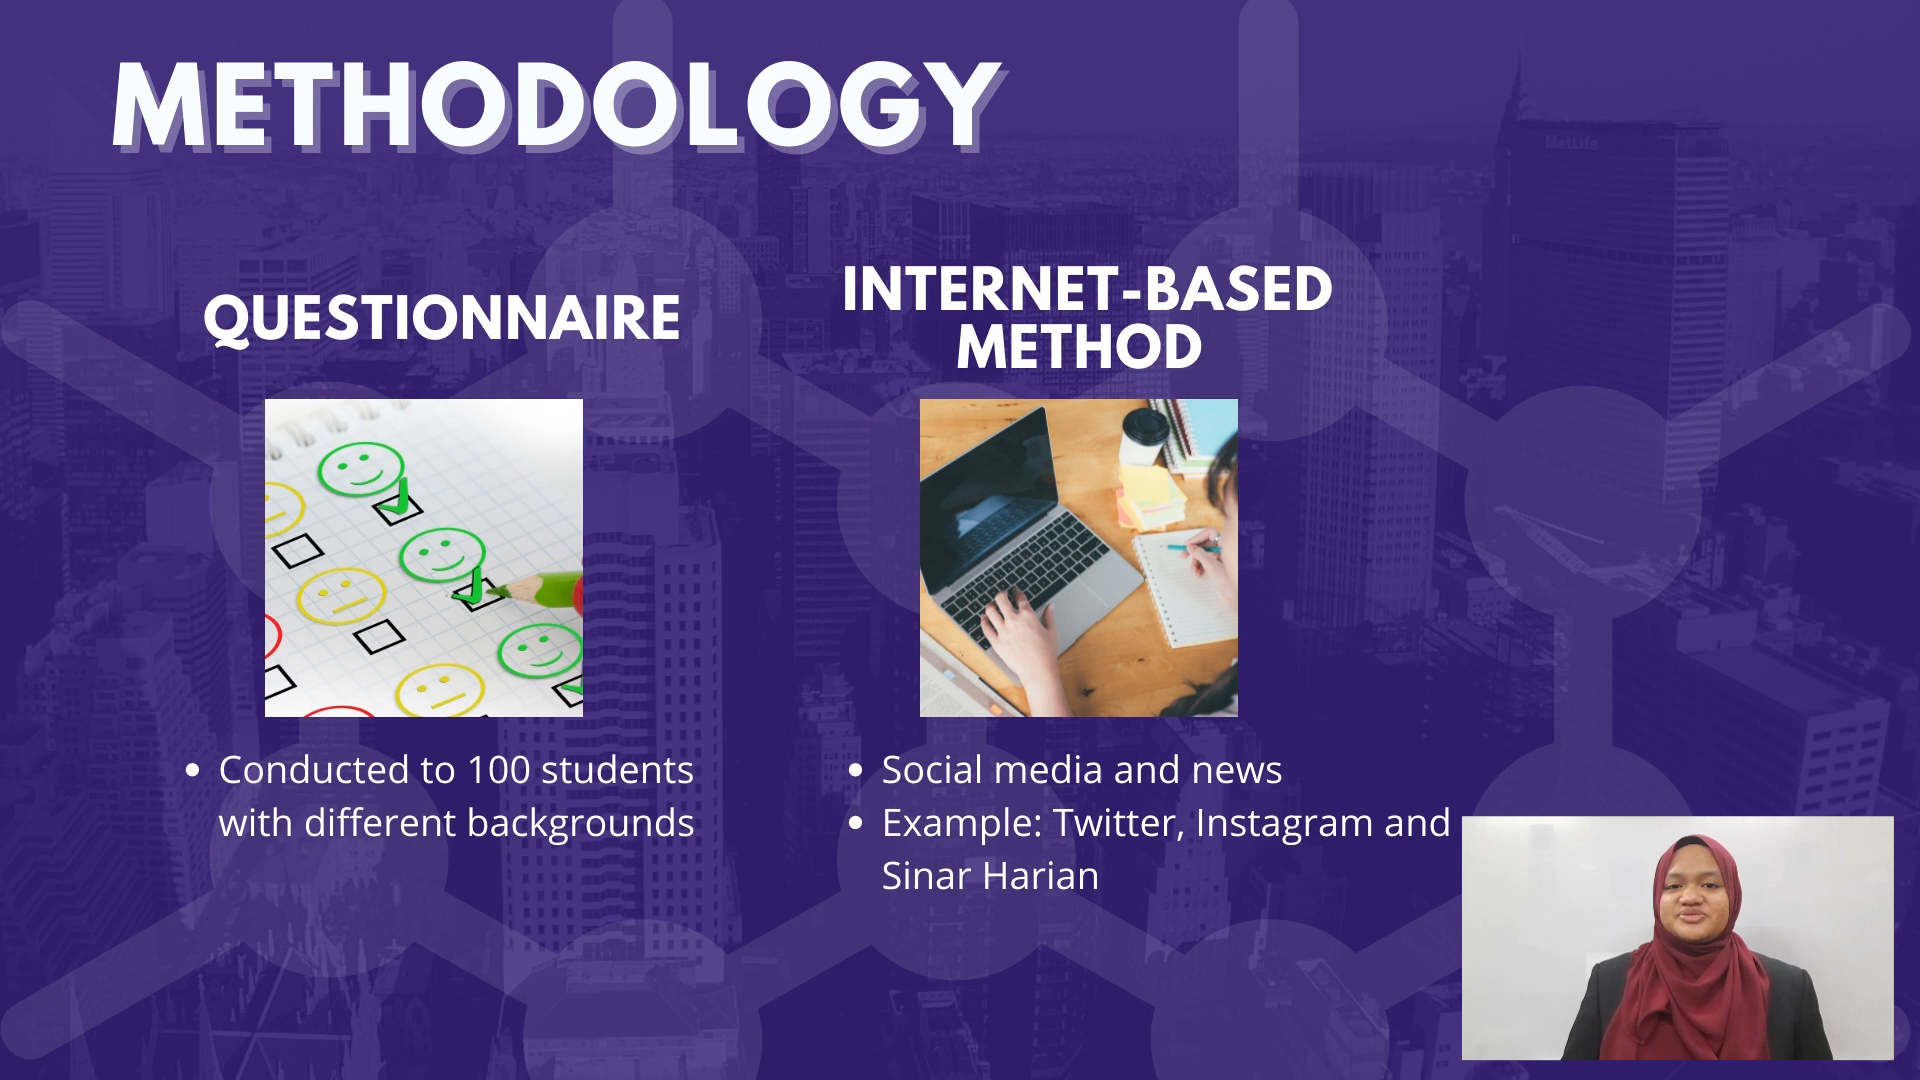 METHODOLOGY
QUESTIONNAIRE
• Conducted to 100 students
with different backgrounds
INTERNET-BASED
METHOD
• Social media and news
• Example: Twitter, Instagram and
Sinar Harian
MetLife